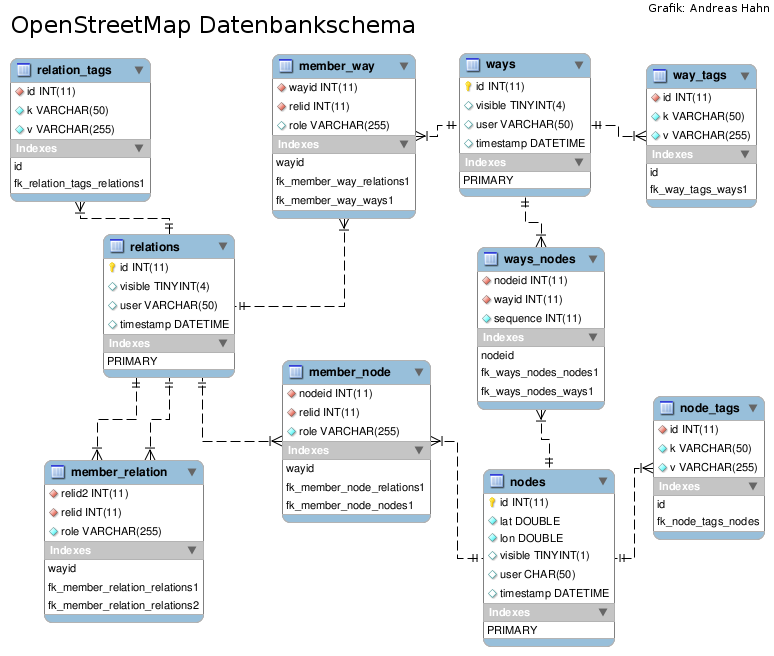 Grafik: Andreas Hahn
OpenStreetMap Datenbankschema
relation_tags
id INT(11)
k VARCHAR(50)
v VARCHAR(255)
Indexes
id
fk_relation_tags_relations1
member_way
wayid INT(11)
relid INT(11)
role VARCHAR(255)
Indexes
wayid
fk_member_way_relations1
fk_member_way_ways1
ways
id INT(11)
visible TINYINT(4)
user VARCHAR(50)
timestamp DATETIME
Indexes
PRIMARY
way_tags
id INT(11)
k VARCHAR(50)
v VARCHAR(255)
Indexes
id
fk_way_tags_ways1
relations
id INT(11)
visible TINYINT(4)
user VARCHAR(50)
timestamp DATETIME
Indexes
PRIMARY
ways_nodes
nodeid INT(11)
wayid INT(11)
sequence INT(11)
Indexes
nodeid
fk_ways_nodes_nodes1
fk_ways_nodes_ways1
member_node
nodeid INT(11)
relid INT(11)
role VARCHAR(255)
Indexes
wayid
fk_member_node_relations1
fk_member_node_nodes1
node_tags
id INT(11)
k VARCHAR(50)
v VARCHAR(255)
Indexes
id
fk_node_tags_nodes
member_relation
relid2 INT(11)
relid INT(11)
role VARCHAR(255)
Indexes
wayid
fk_member_relation_relations1
fk_member_relation_relations2
nodes
id INT(11)
lat DOUBLE
lon DOUBLE
visible TINYINT(1)
user CHAR(50)
timestamp DATETIME
Indexes
PRIMARY